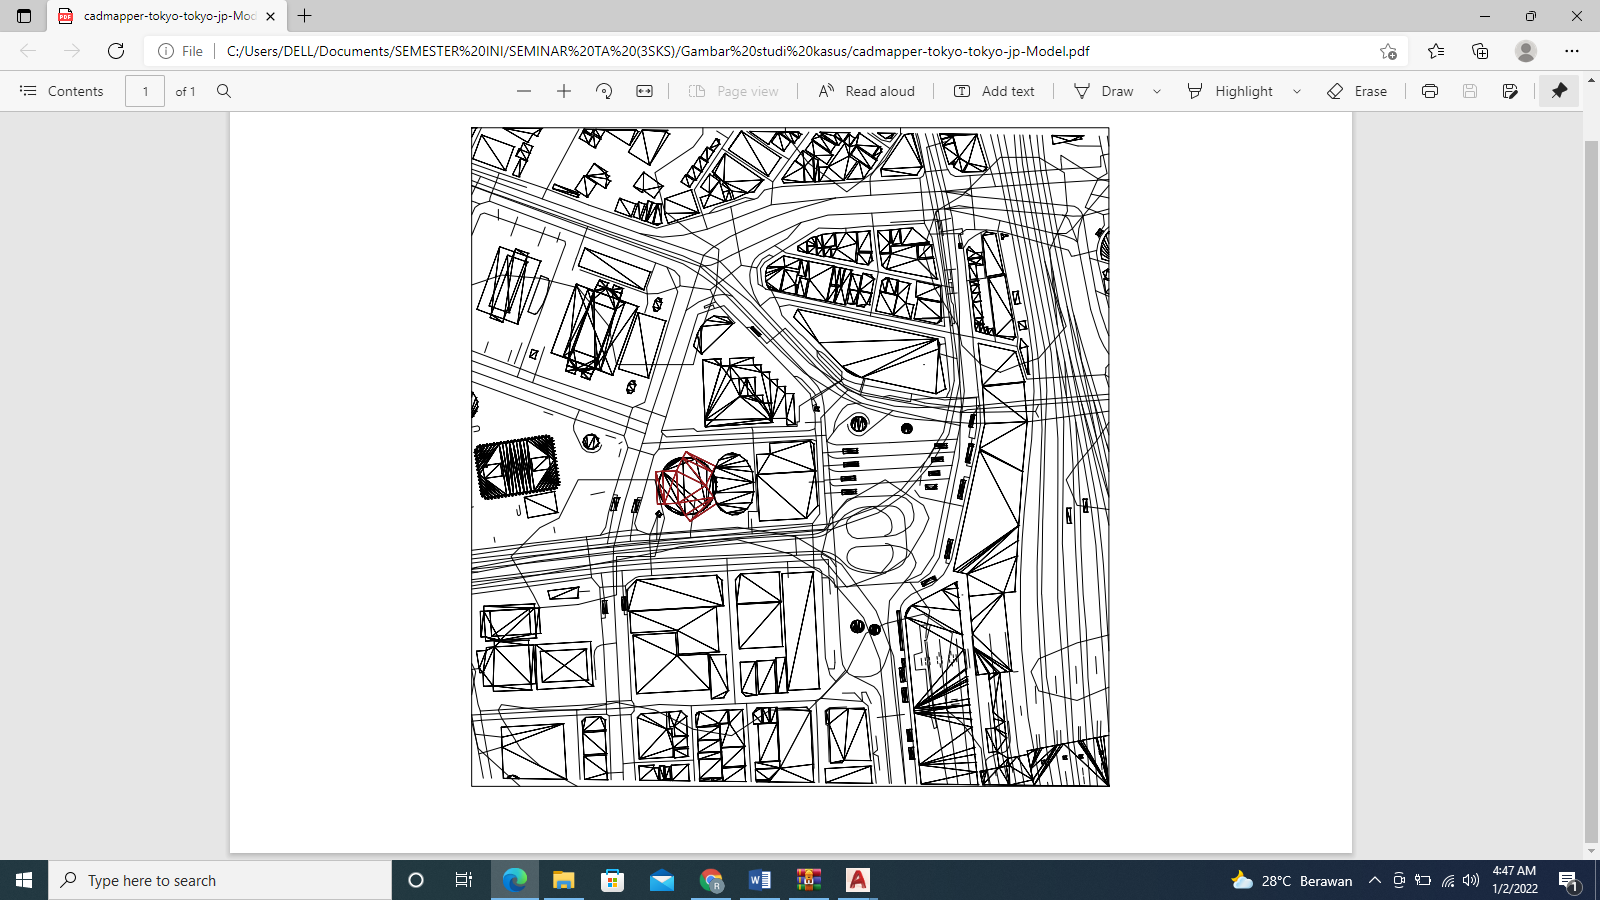 cadmapper-tokyo-tokyo-jp-Mod
File
C:/Users/DELL/Documents/SEMESTER%20INI/SEMINAR%20TA%20(3SKS)/Gambar%20studi%20kasus/cadmapper-tokyo-tokyo-jp-Model.pdf
Contents
1
of 1
Page view
Read aloud
Add text
Draw
Highlight
Erase
Type here to search
28°C Berawan
4:47 AM
1/2/2022
1